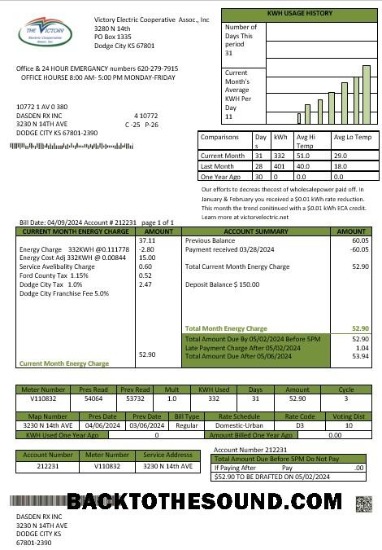 THE VICTORY
Victory Electric Cooperative Assoc., Inc
3280 N 14th
PO Box 1335
Dodge City KS 67801
Office & 24 HOUR EMERGANCY numbers 620-279-7915
OFFICE HOURSE 8:00 AM- 5:00 PM MONDAY-FRIDAY
KWH USAGE HISTORY
Number of
Days This
period
31
Current
Month's
Average
KWH Per
Day
11
10772 1 AV 0 380
DASDEN RX INC
3230 N 14TH AVE
DODGE CITY KS 67801-2390
4 10772
C -25 P-26
Comparisons Day s kWh Avg Hi Temp Avg Lo Temp
Current Month 31 332 51.0 29.0
Last Month 28 401 40.0 18.0
One Year Ago 30 0 0.0 0.0
Our efforts to decreas thecost of wholesalepower paid off. In
January & February you received a $0.01 kWh rate reduction.
This month the trend contiteued with a $0.01 kWh ECA credit.
Learn more at victorvelectric.net
Bill Date: 04/09/2024 Account # 212231 page 1 of 1
CURRENT MONTH ENERGY CHARGE AMOUNT ACCOUNT SUMMARY AMOUNT
37.11 Previous Balance 60.05
Energy Charge 332KWH @0.111778 -2.80 Payment received 03/28/2024 -60.05
Energy Cost Adj 332KWH @ 0.00844 15.00
Service Avelibality Charge 0.60 Total Current Month Charge 52.90
Ford County Tax 1.15% 0.52
Dodge City Tax 1.0% 2.47 Deposit Balance $ 150.00
Dodge City Franchise Fee 5.0%
Total Month Energy Charge 52.90
Total Amount Due By 05/02/2024 Before 5PM 52.90
Late Payment Charge After 05/02/2024 1.04
52.90 Total Amount Due After 05/06/2024 53.94
Current Month Energy Charge
Meter Number Pres Read Prev Read Mult KWH Used Days Amount Cycle
V110832 54064 53732 1.0 332 31 52.90 3
Map Number Pres Date Prev Date Bill Type Rate Schedule Rate Code Voting Dist
3230 N 14TH AVE 04/06/2024 03/06/2024 Regular Domestic-Urban D3 10
KWH Used One Year Ago 0 Amount Billed One Year Ago 0.00
Account Number Meter Number Service Addresss
212231 V110832 3230 N 14TH AVE
Account Number 212231
Total Amount Due Before 5PM Do Not Pay
If Paying After Pay .00
$52.90 TO BE DRAFTED ON 05/02/2024
BACKTOTHESOUND.COM
DASDEN RX INC
3230 N 14TH AVE
DODGE CITY KS
67801-2390